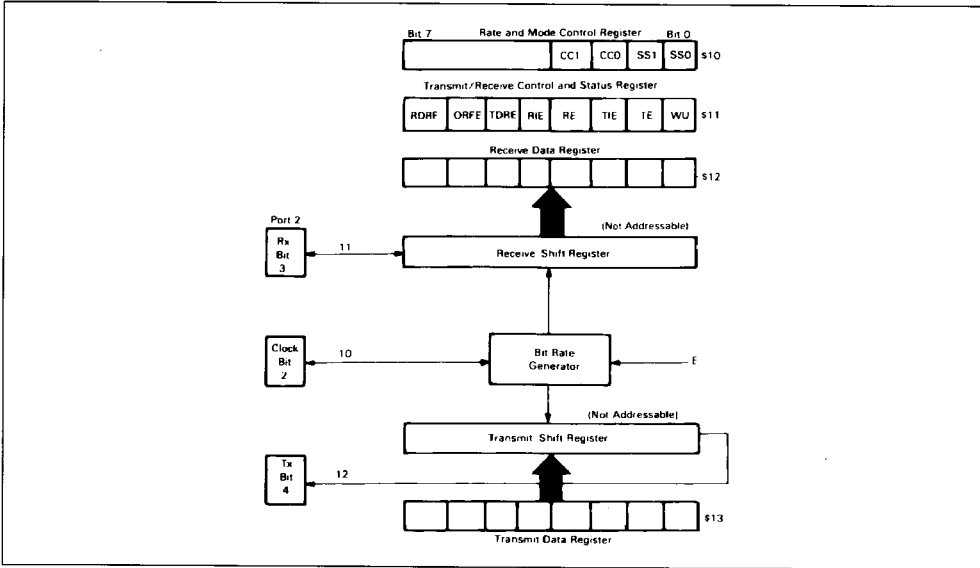 Bit 7 Rate and Mode Control Register Bit 0
CC1 CC0 SS1 SS0 $10
Transmit/Receive Control and Status Register
RDRF ORFE TDRE RIE RE TIE TE WU $11
Receive Data Register
$12
(Not Addressable)
Port 2
Rx
Bit
3
11
Receive Shift Register
Clock
Bit
2
10
Bit Rate
Generator
E
(Not Addressable)
Transmit Shift Register
Tx
Bit
4
12
$13
Transmit Data Register